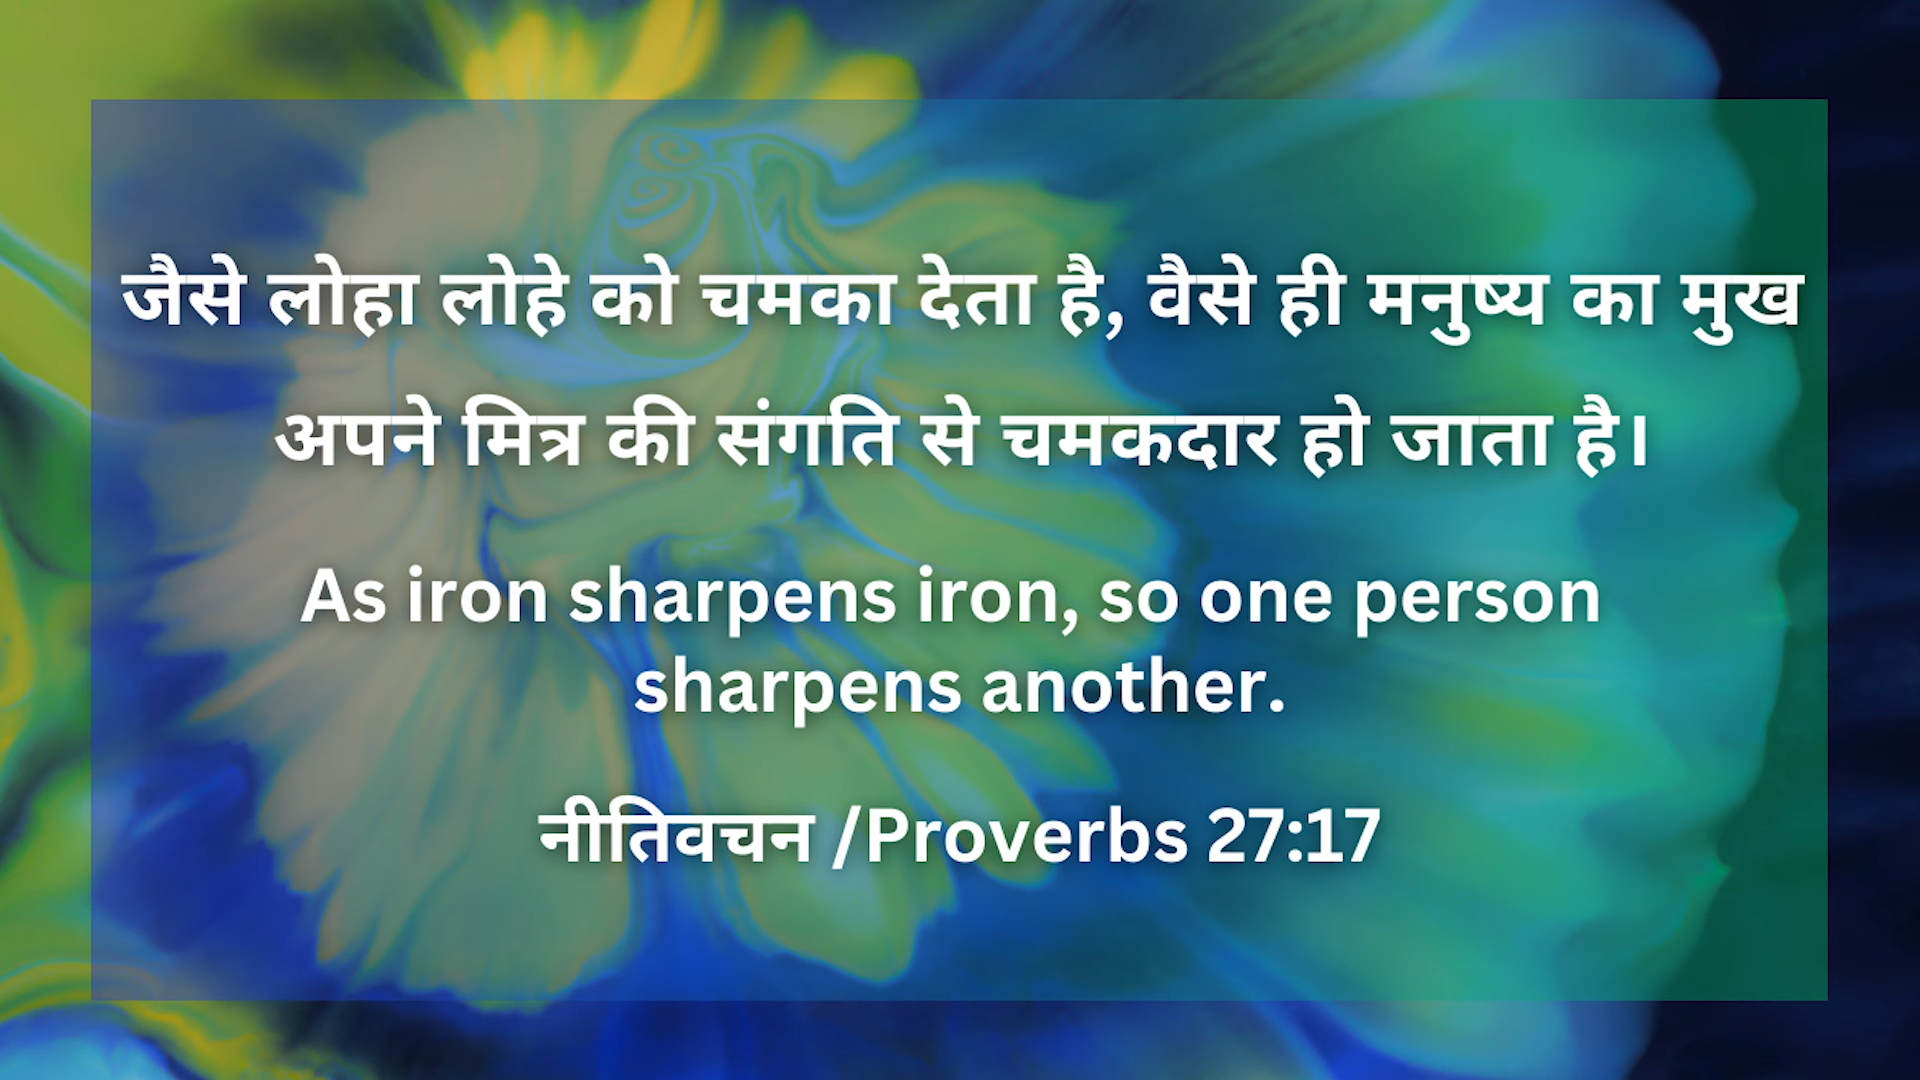 जैसे लोहा लोहे को चमका देता है, वैसे ही मनुष्य का मुख
अपने मित्र की संगति से चमकदार हो जाता है।
As iron sharpens iron, so one person
sharpens another.
नीतिवचन /Proverbs 27:17